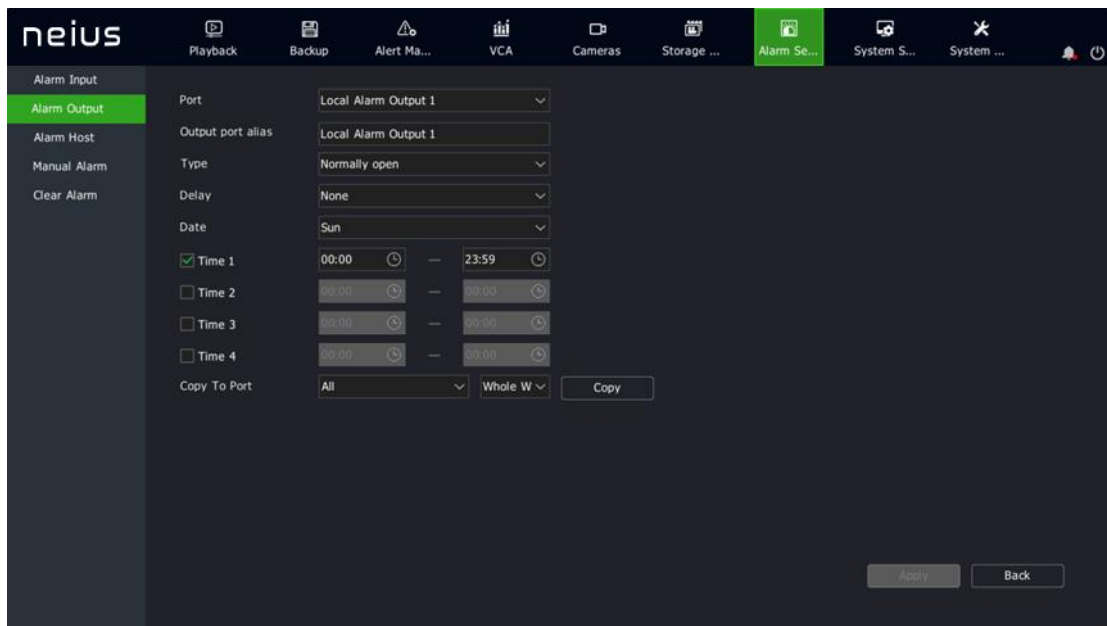 neius
Playback Backup Alert Ma... VCA Cameras Storage ... Alarm Se... System S... System ...
Alarm Input
Alarm Output
Alarm Host
Manual Alarm
Clear Alarm
Port Local Alarm Output 1
Output port alias Local Alarm Output 1
Type Normally open
Delay None
Date Sun
Time 1 00:00 — 23:59
Time 2 00:00 — 00:00
Time 3 00:00 — 00:00
Time 4 00:00 — 00:00
Copy To Port All Whole W Copy
Apply Back